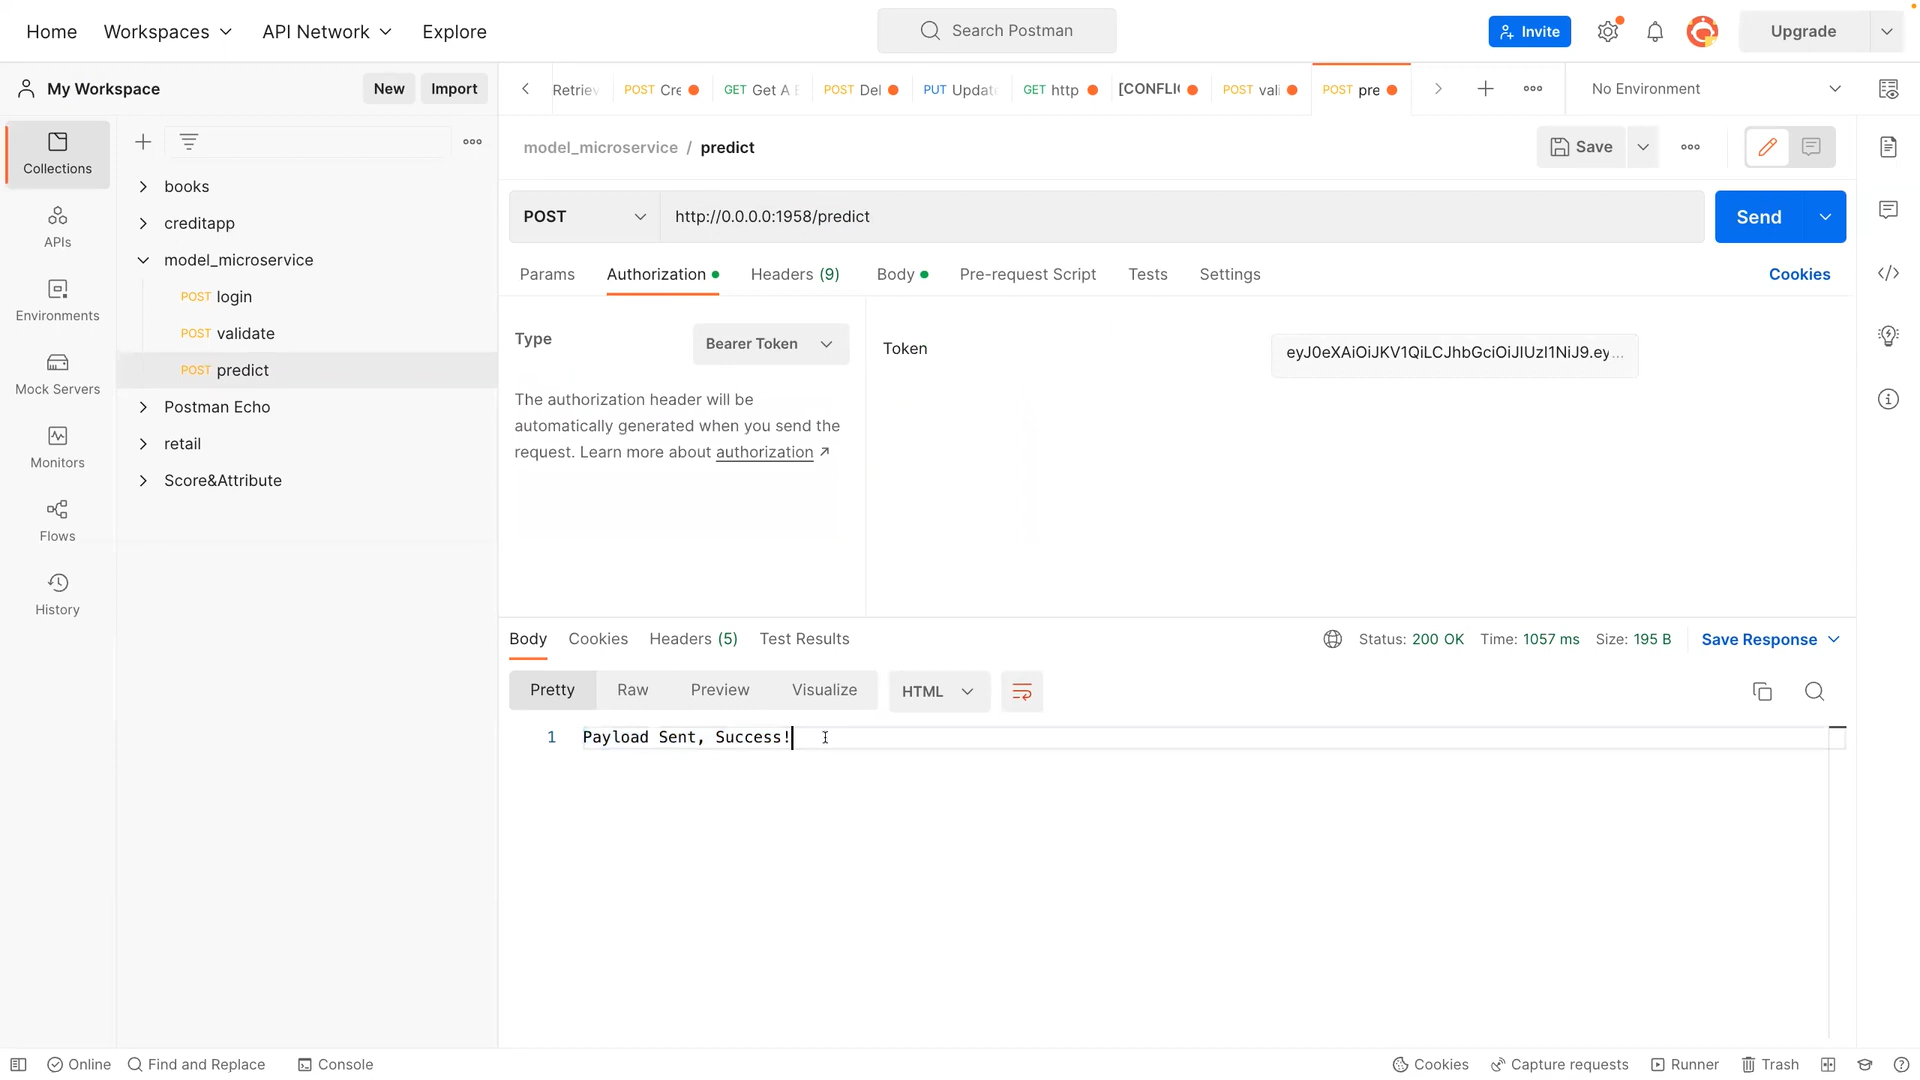 Home Workspaces API Network Explore Search Postman Invite Upgrade
My Workspace New Import
Retriev POST Cre GET Get A B POST Del PUT Update GET http [CONFLIC POST vali POST pre No Environment
model_microservice / predict Save
POST http://0.0.0.0:1958/predict Send
Params Authorization Headers (9) Body Pre-request Script Tests Settings Cookies
Type Bearer Token
The authorization header will be
automatically generated when you send the
request. Learn more about authorization
Token eyJ0eXAiOiJKV1QiLCJhbGciOiJIUzI1NiJ9.ey...
Collections
APIs
Environments
Mock Servers
Monitors
Flows
History
books
creditapp
model_microservice
POST login
POST validate
POST predict
Postman Echo
retail
Score&Attribute
Body Cookies Headers (5) Test Results Status: 200 OK Time: 1057 ms Size: 195 B Save Response
Pretty Raw Preview Visualize HTML
1 Payload Sent, Success!
Online Find and Replace Console Cookies Capture requests Runner Trash